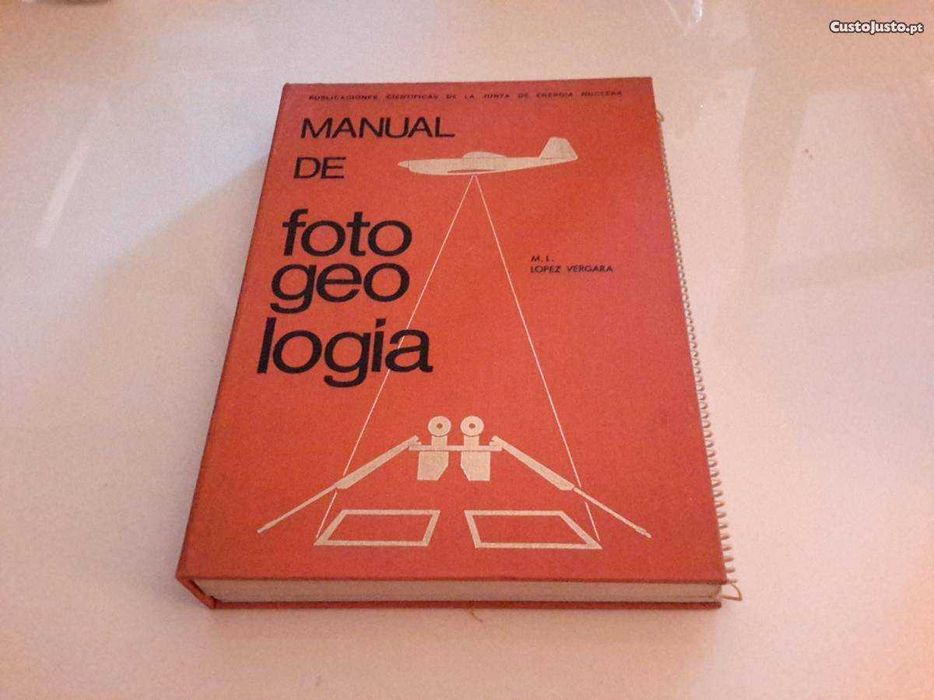 CustoJusto.pt
PUBLICACIONES CIENTIFICAS DE LA JUNTA DE ENERGIA NUCLEAR
MANUAL
DE
foto
geo
logia
M. L.
LOPEZ VERGARA